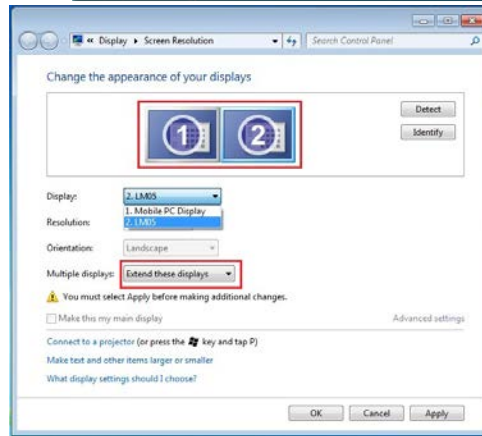 « Display ▸ Screen Resolution
Search Control Panel
Change the appearance of your displays
1 2
Detect
Identify
Display: 2. LM05
1. Mobile PC Display
2. LM05
Resolution:
Orientation: Landscape
Multiple displays: Extend these displays
You must select Apply before making additional changes.
Make this my main display
Advanced settings
Connect to a projector (or press the key and tap P)
Make text and other items larger or smaller
What display settings should I choose?
OK Cancel Apply